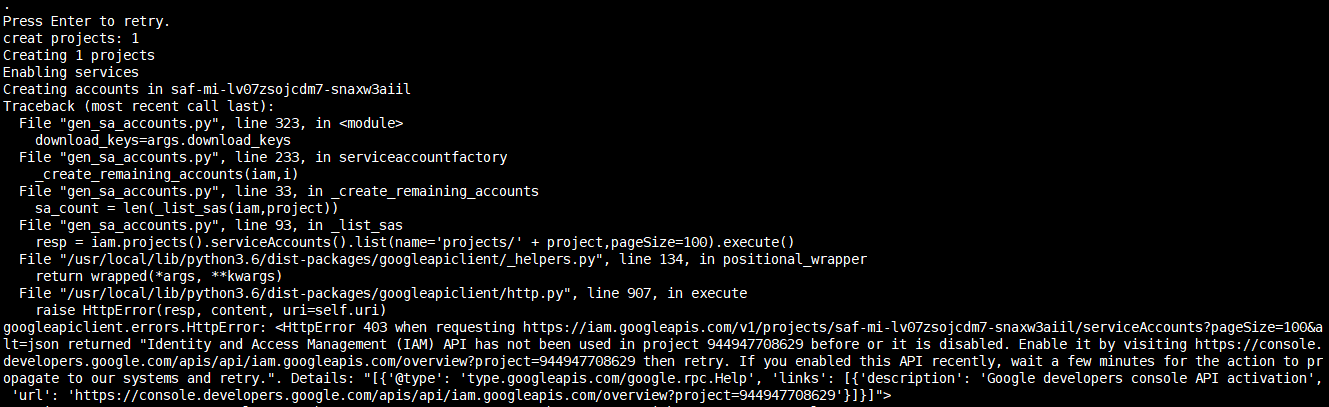 .
Press Enter to retry.
creat projects: 1
Creating 1 projects
Enabling services
Creating accounts in saf-mi-lv07zsojcdm7-snaxw3aiil
Traceback (most recent call last):
  File "gen_sa_accounts.py", line 323, in <module>
    download_keys=args.download_keys
  File "gen_sa_accounts.py", line 233, in serviceaccountfactory
    _create_remaining_accounts(iam,i)
  File "gen_sa_accounts.py", line 33, in _create_remaining_accounts
    sa_count = len(_list_sas(iam,project))
  File "gen_sa_accounts.py", line 93, in _list_sas
    resp = iam.projects().serviceAccounts().list(name='projects/' + project,pageSize=100).execute()
  File "/usr/local/lib/python3.6/dist-packages/googleapiclient/_helpers.py", line 134, in positional_wrapper
    return wrapped(*args, **kwargs)
  File "/usr/local/lib/python3.6/dist-packages/googleapiclient/http.py", line 907, in execute
    raise HttpError(resp, content, uri=self.uri)
googleapiclient.errors.HttpError: <HttpError 403 when requesting https://iam.googleapis.com/v1/projects/saf-mi-lv07zsojcdm7-snaxw3aiil/serviceAccounts?pageSize=100&a
lt=json returned "Identity and Access Management (IAM) API has not been used in project 944947708629 before or it is disabled. Enable it by visiting https://console.
developers.google.com/apis/api/iam.googleapis.com/overview?project=944947708629 then retry. If you enabled this API recently, wait a few minutes for the action to pr
opagate to our systems and retry.". Details: "[{'@type': 'type.googleapis.com/google.rpc.Help', 'links': [{'description': 'Google developers console API activation',
 'url': 'https://console.developers.google.com/apis/api/iam.googleapis.com/overview?project=944947708629'}]}]">